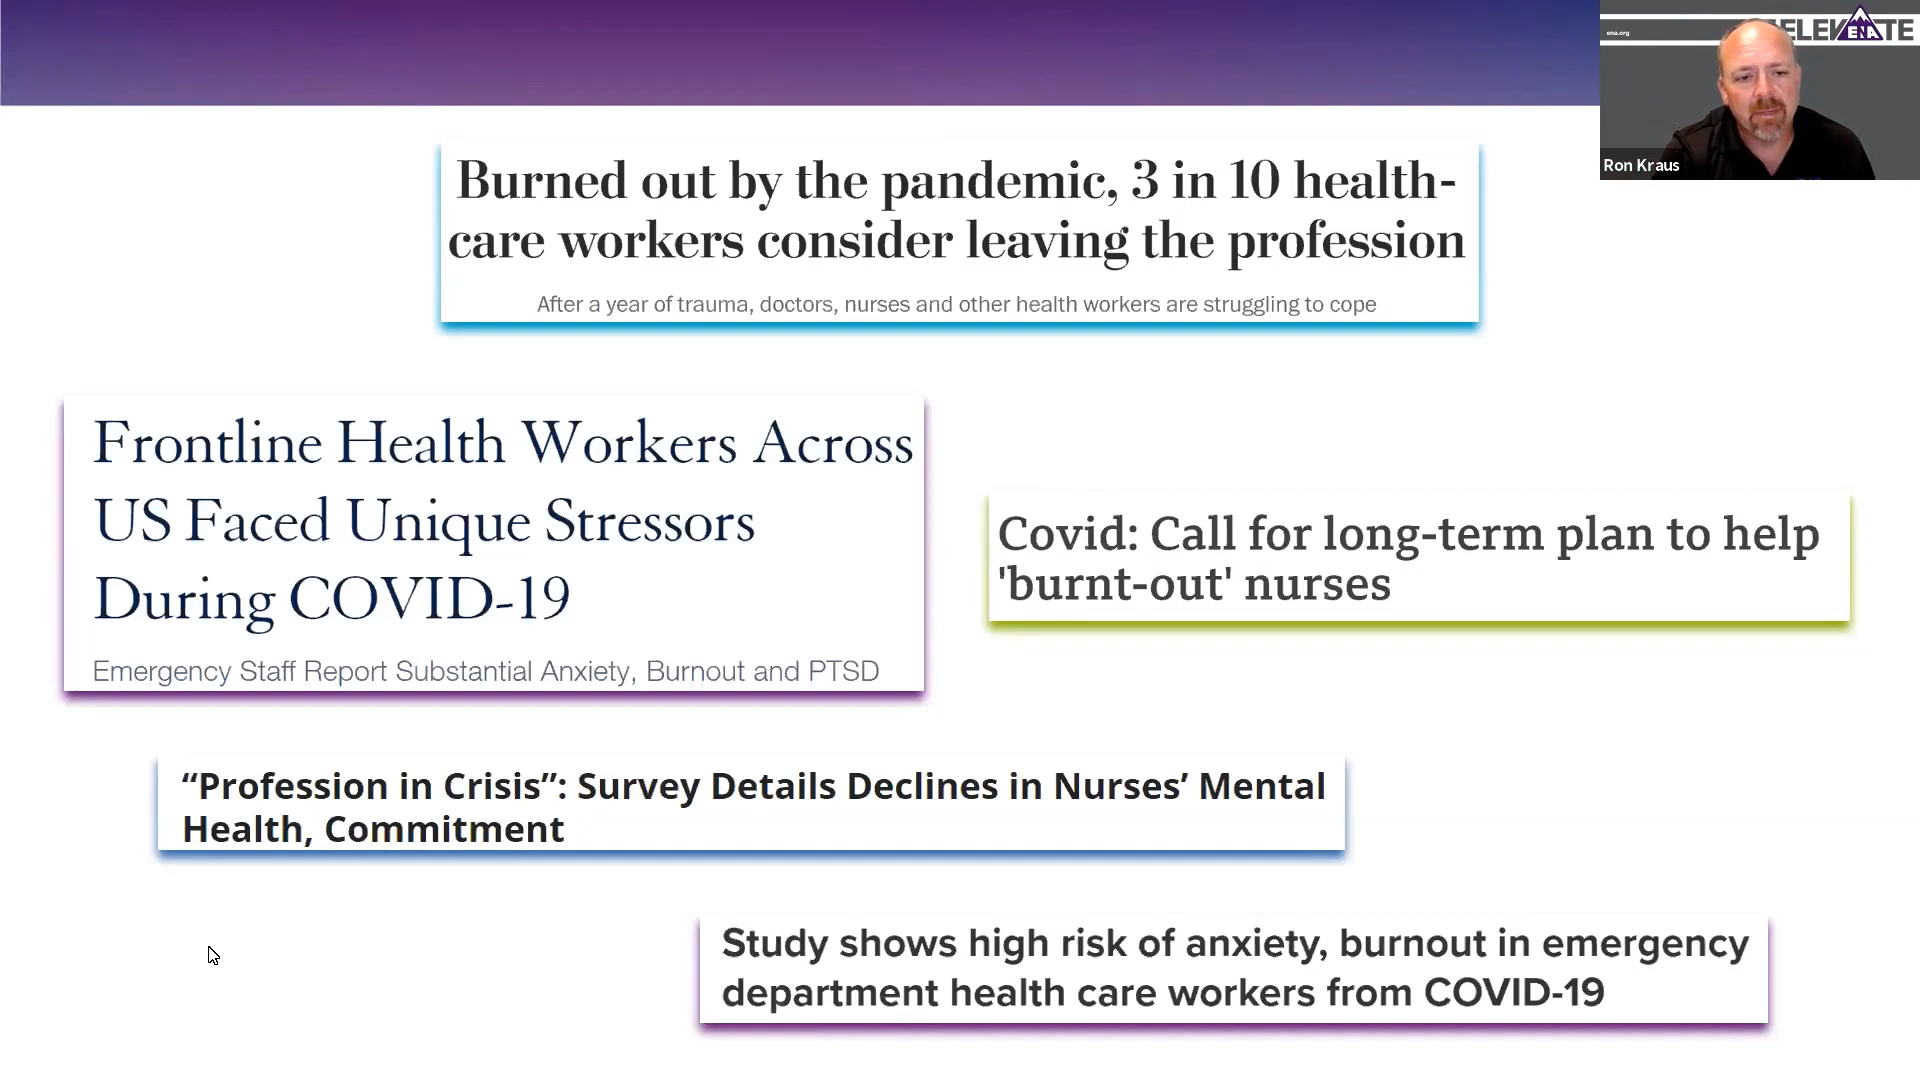 ena.org
ELEVATE
ENA
Ron Kraus
Burned out by the pandemic, 3 in 10 health-
care workers consider leaving the profession
After a year of trauma, doctors, nurses and other health workers are struggling to cope
Frontline Health Workers Across
US Faced Unique Stressors
During COVID-19
Emergency Staff Report Substantial Anxiety, Burnout and PTSD
Covid: Call for long-term plan to help
'burnt-out' nurses
“Profession in Crisis”: Survey Details Declines in Nurses’ Mental
Health, Commitment
Study shows high risk of anxiety, burnout in emergency
department health care workers from COVID-19